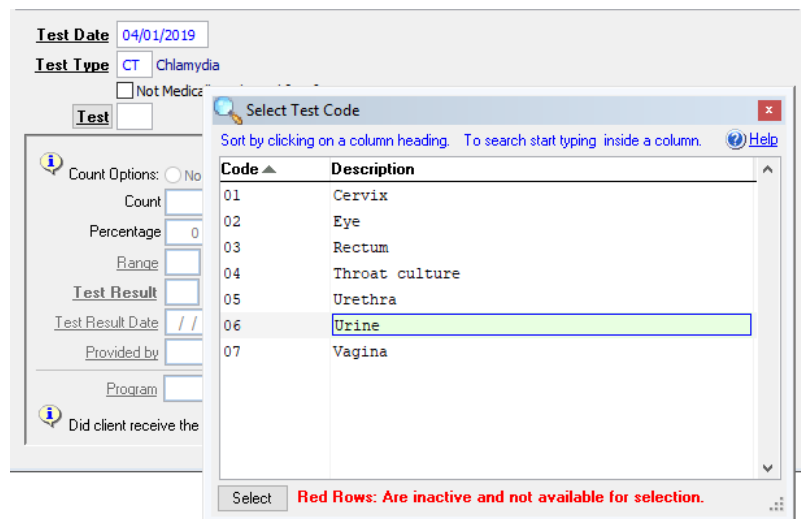 Test Date 04/01/2019
Test Type CT Chlamydia
Not Medica
Test
Count Options: No
Count
Percentage 0
Range
Test Result
Test Result Date / /
Provided by
Program
Did client receive the
Select Test Code x
Sort by clicking on a column heading. To search start typing inside a column. Help
Code Description
01 Cervix
02 Eye
03 Rectum
04 Throat culture
05 Urethra
06 Urine
07 Vagina
Select Red Rows: Are inactive and not available for selection.